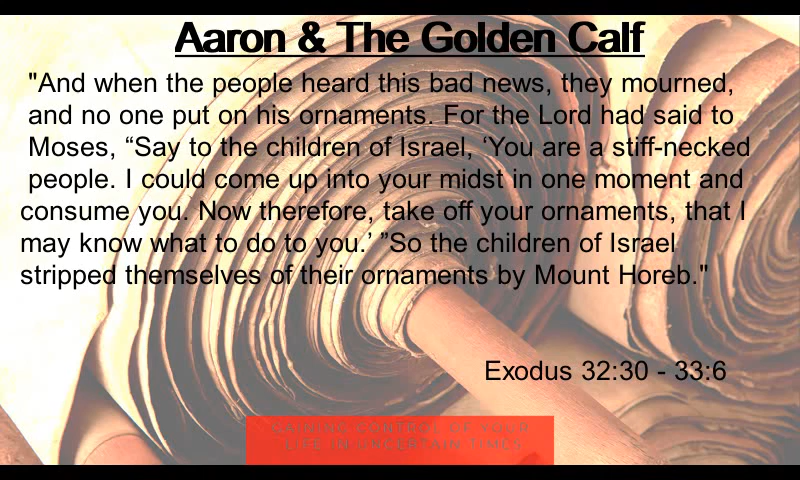 Aaron & The Golden Calf
"And when the people heard this bad news, they mourned,
and no one put on his ornaments. For the Lord had said to
Moses, “Say to the children of Israel, ‘You are a stiff-necked
people. I could come up into your midst in one moment and
consume you. Now therefore, take off your ornaments, that I
may know what to do to you.’ ”So the children of Israel
stripped themselves of their ornaments by Mount Horeb."
Exodus 32:30 - 33:6
GAINING CONTROL OF YOUR
LIFE IN UNCERTAIN TIMES